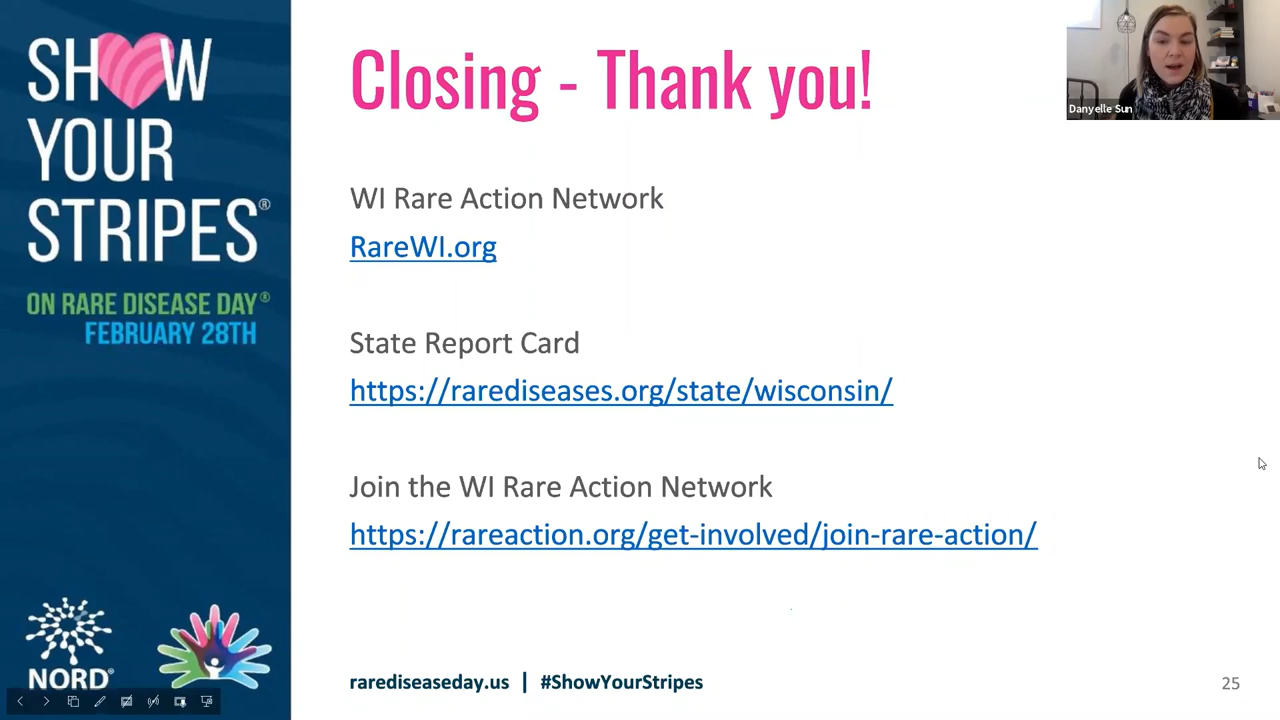 SHOW
YOUR
STRIPES®
ON RARE DISEASE DAY®
FEBRUARY 28TH
NORD®
Closing - Thank you!
WI Rare Action Network
RareWI.org
State Report Card
https://rarediseases.org/state/wisconsin/
Join the WI Rare Action Network
https://rareaction.org/get-involved/join-rare-action/
rarediseaseday.us | #ShowYourStripes
25
Danyelle Sun